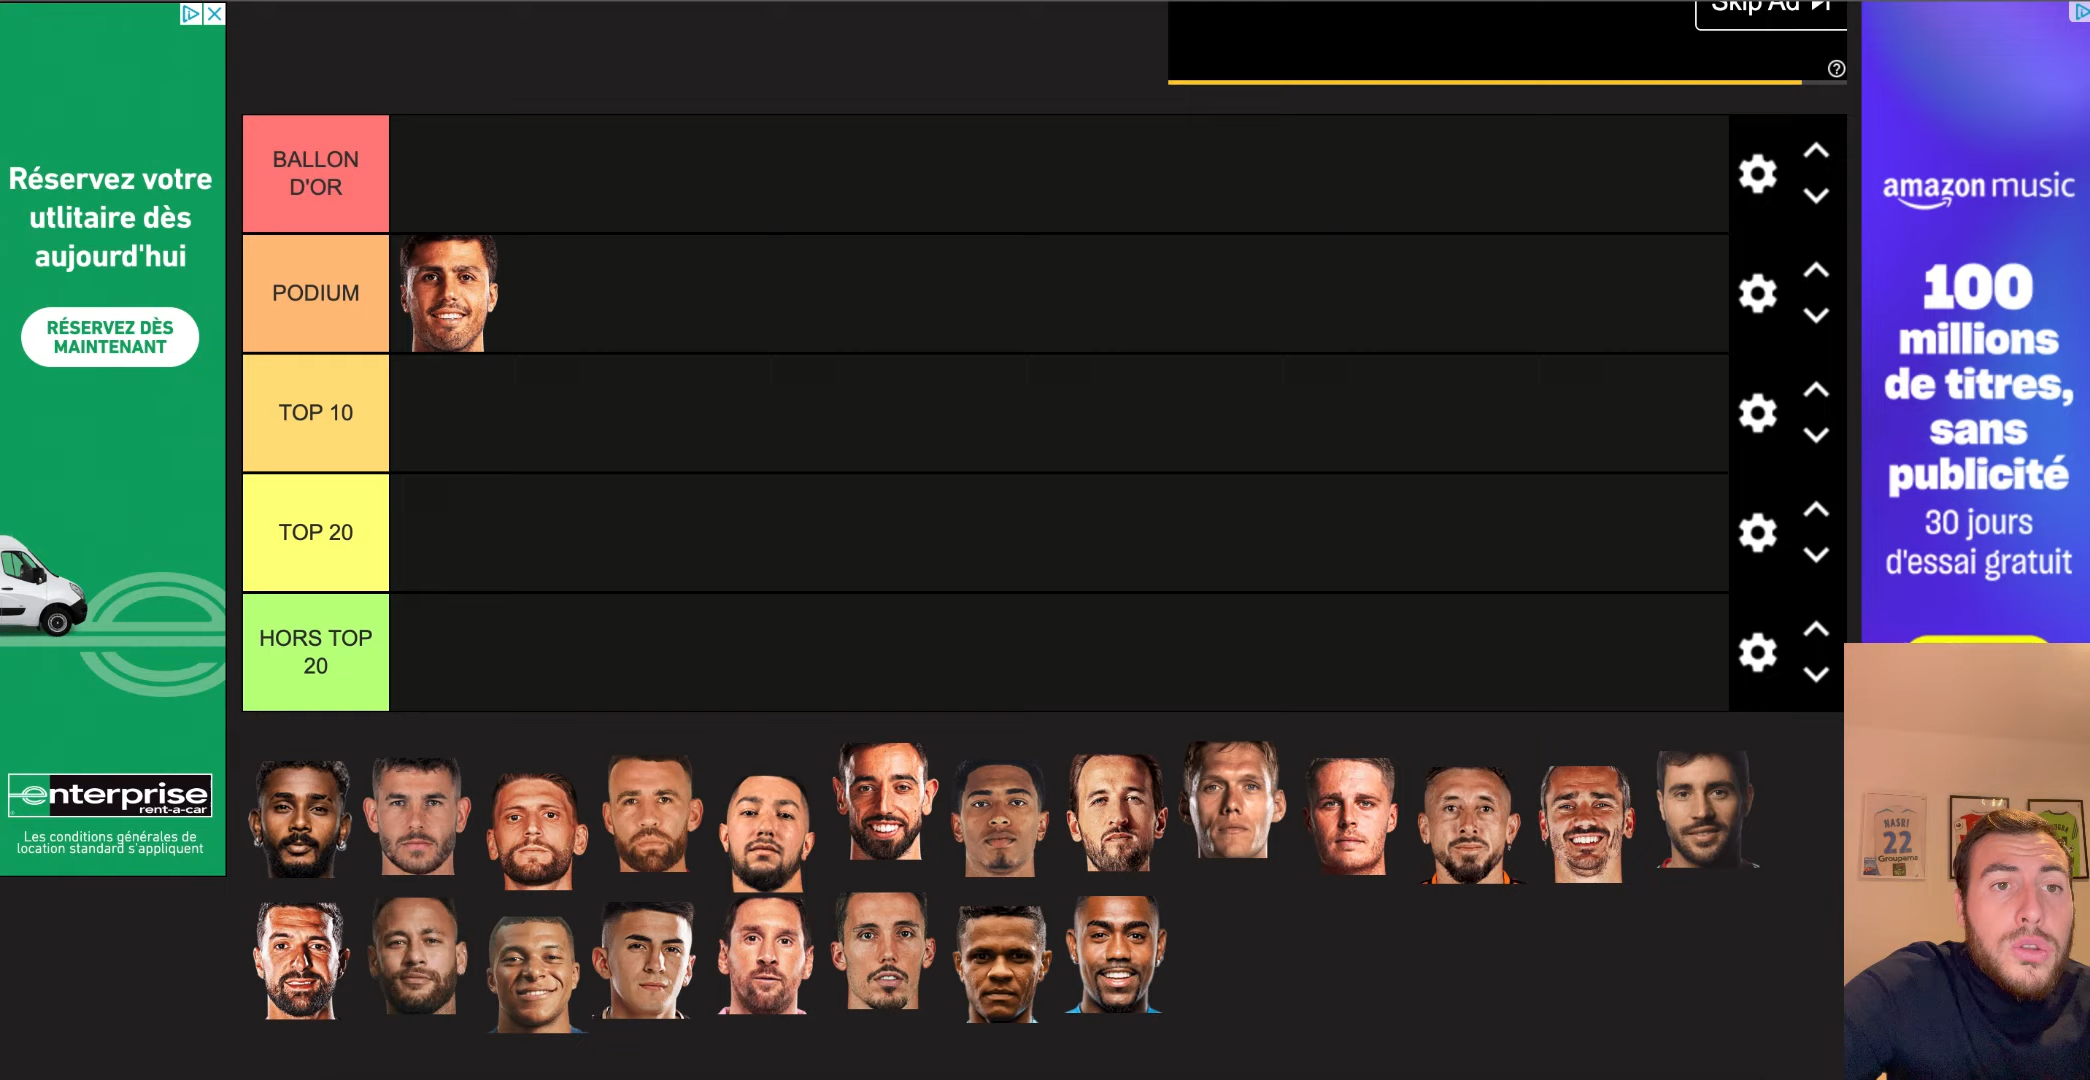 Skip Ad
Réservez votre
utlitaire dès
aujourd'hui
RÉSERVEZ DÈS
MAINTENANT
enterprise
rent-a-car
Les conditions générales de
location standard s'appliquent
BALLON
D'OR
PODIUM
TOP 10
TOP 20
HORS TOP
20
amazon music
100
millions
de titres,
sans
publicité
30 jours
d'essai gratuit
NASRI
22
Groupama